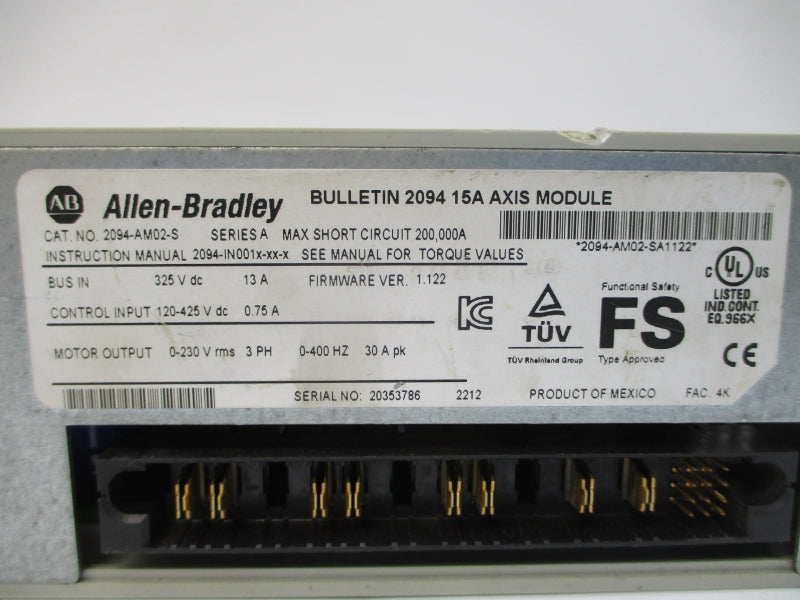 AB Allen-Bradley BULLETIN 2094 15A AXIS MODULE
CAT. NO. 2094-AM02-S SERIES A MAX SHORT CIRCUIT 200,000A
*2094-AM02-SA1122*
INSTRUCTION MANUAL 2094-IN001x-xx-x SEE MANUAL FOR TORQUE VALUES
BUS IN 325 V dc 13 A FIRMWARE VER. 1.122
CONTROL INPUT 120-425 V dc 0.75 A
MOTOR OUTPUT 0-230 V rms 3 PH 0-400 HZ 30 A pk
TÜV
TÜV Rheinland Group
Functional Safety
FS
Type Approved
C UL US
LISTED
IND.CONT.
EQ.966X
CE
SERIAL NO: 20353786 2212 PRODUCT OF MEXICO FAC. 4K